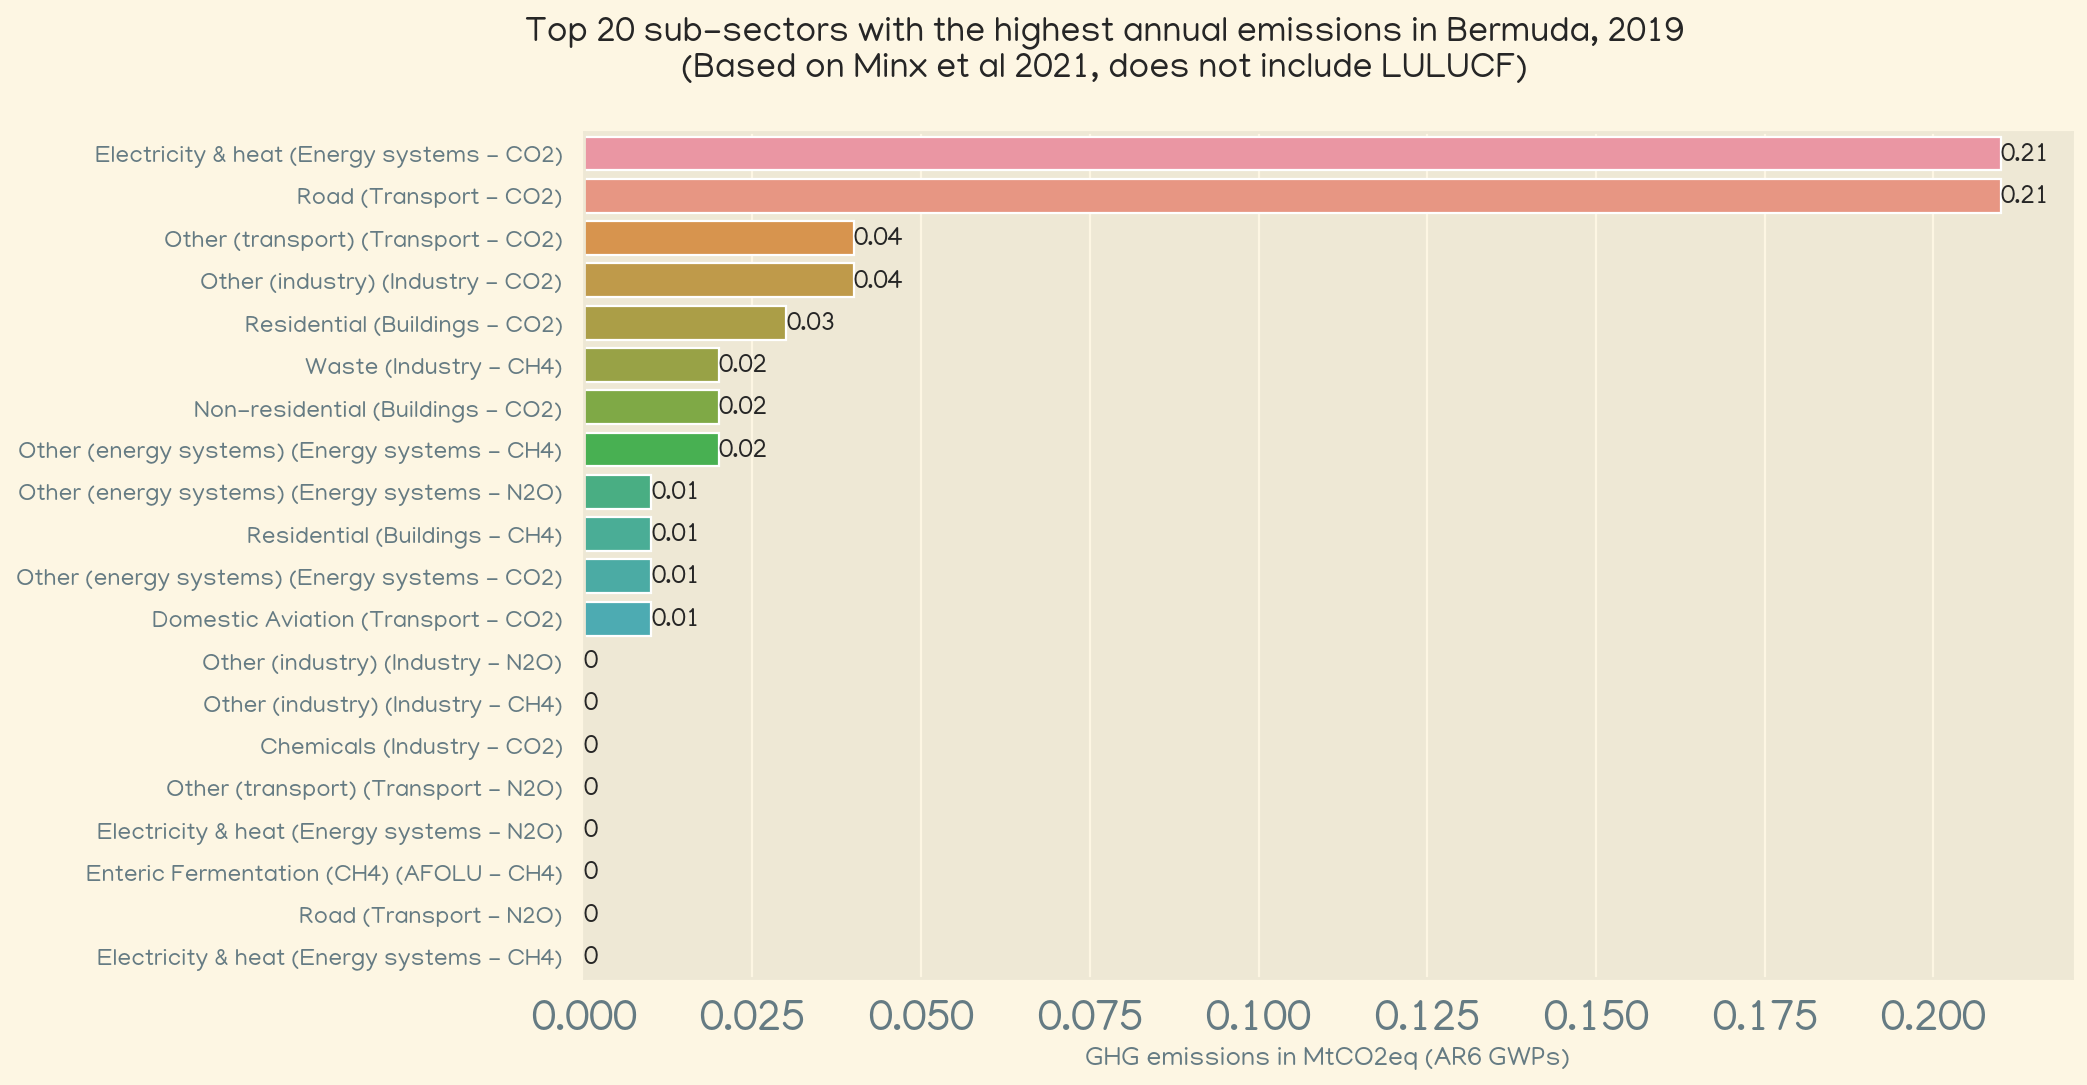 Top 20 sub-sectors with the highest annual emissions in Bermuda, 2019
(Based on Minx et al 2021, does not include LULUCF)
Electricity & heat (Energy systems - CO2) 0.21
Road (Transport - CO2) 0.21
Other (transport) (Transport - CO2) 0.04
Other (industry) (Industry - CO2) 0.04
Residential (Buildings - CO2) 0.03
Waste (Industry - CH4) 0.02
Non-residential (Buildings - CO2) 0.02
Other (energy systems) (Energy systems - CH4) 0.02
Other (energy systems) (Energy systems - N2O) 0.01
Residential (Buildings - CH4) 0.01
Other (energy systems) (Energy systems - CO2) 0.01
Domestic Aviation (Transport - CO2) 0.01
Other (industry) (Industry - N2O) 0
Other (industry) (Industry - CH4) 0
Chemicals (Industry - CO2) 0
Other (transport) (Transport - N2O) 0
Electricity & heat (Energy systems - N2O) 0
Enteric Fermentation (CH4) (AFOLU - CH4) 0
Road (Transport - N2O) 0
Electricity & heat (Energy systems - CH4) 0
0.000 0.025 0.050 0.075 0.100 0.125 0.150 0.175 0.200
GHG emissions in MtCO2eq (AR6 GWPs)